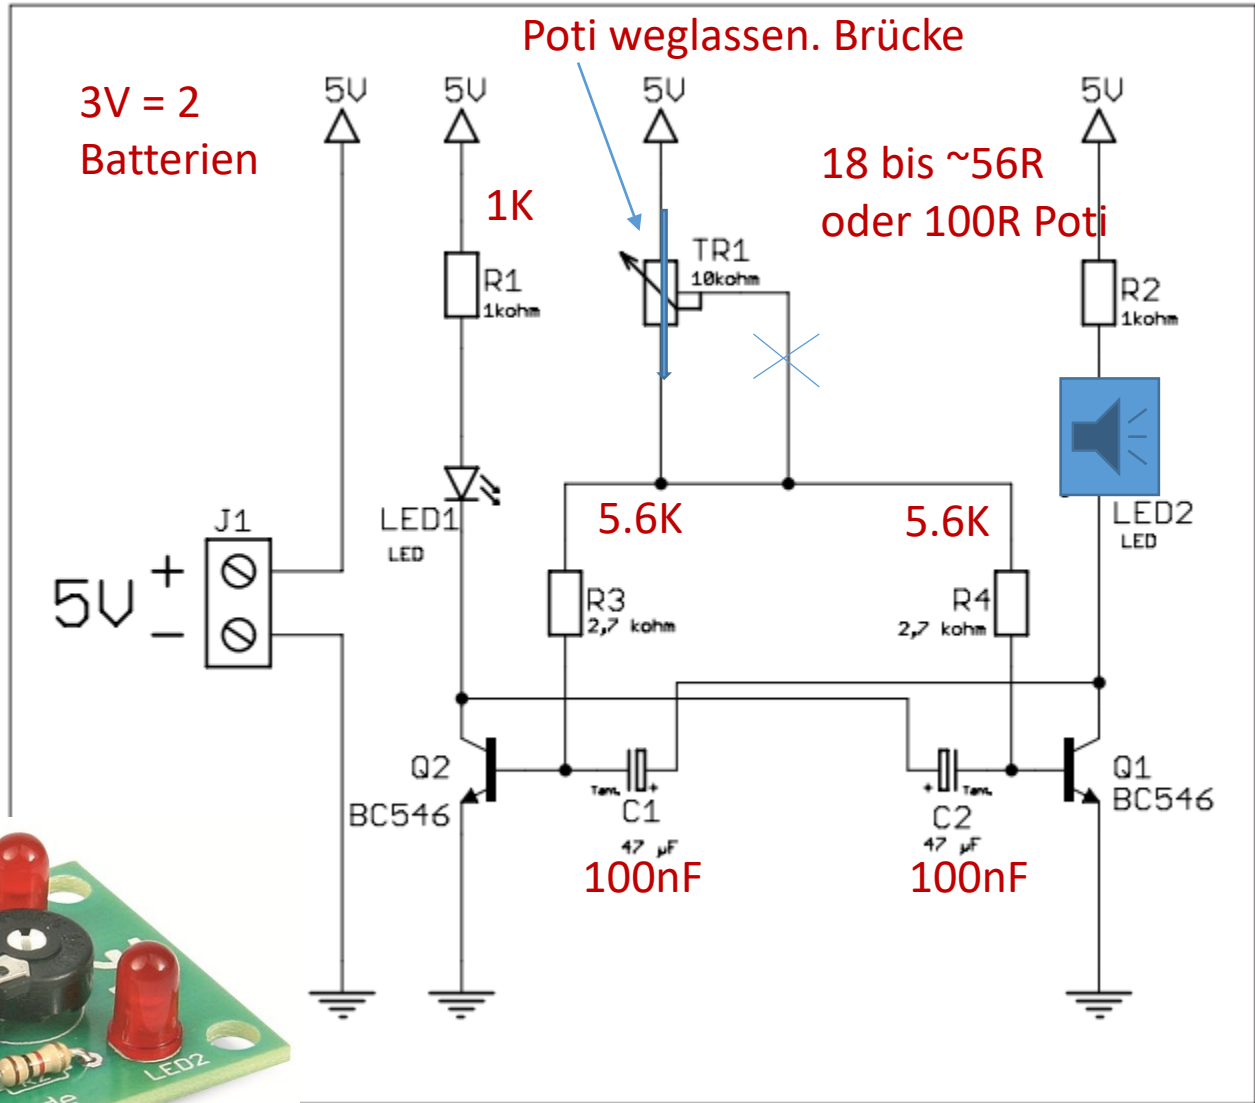 Poti weglassen. Brücke
3V = 2
Batterien
5V
5V
5V
5V
18 bis ~56R
oder 100R Poti
1K
R1
1kohm
TR1
10kohm
R2
1kohm
J1
5V + −
LED1
LED
5.6K
5.6K
LED2
LED
R3
2,7 kohm
R4
2,7 kohm
Q2
BC546
Tant. +
C1
47 µF
100nF
+ Tant.
C2
47 µF
100nF
Q1
BC546
LED2
R2
de